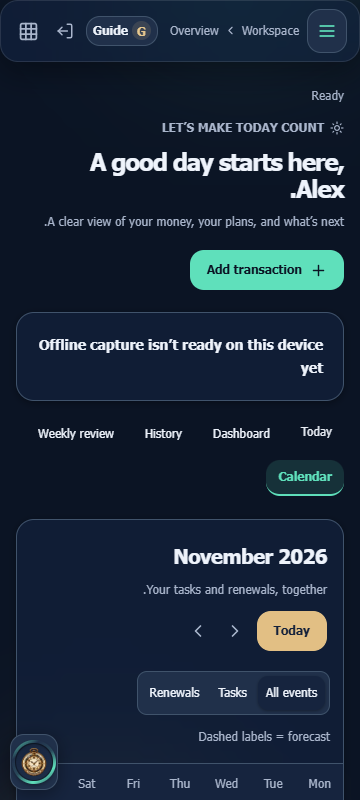 Workspace > Overview
Guide G
Ready
LET'S MAKE TODAY COUNT
A good day starts here,
Alex.
A clear view of your money, your plans, and what's next.
Add transaction
Offline capture isn't ready on this device
yet
Today
Dashboard
History
Weekly review
Calendar
November 2026
Your tasks and renewals, together.
Today
All events
Tasks
Renewals
Dashed labels = forecast
Mon Tue Wed Thu Fri Sat